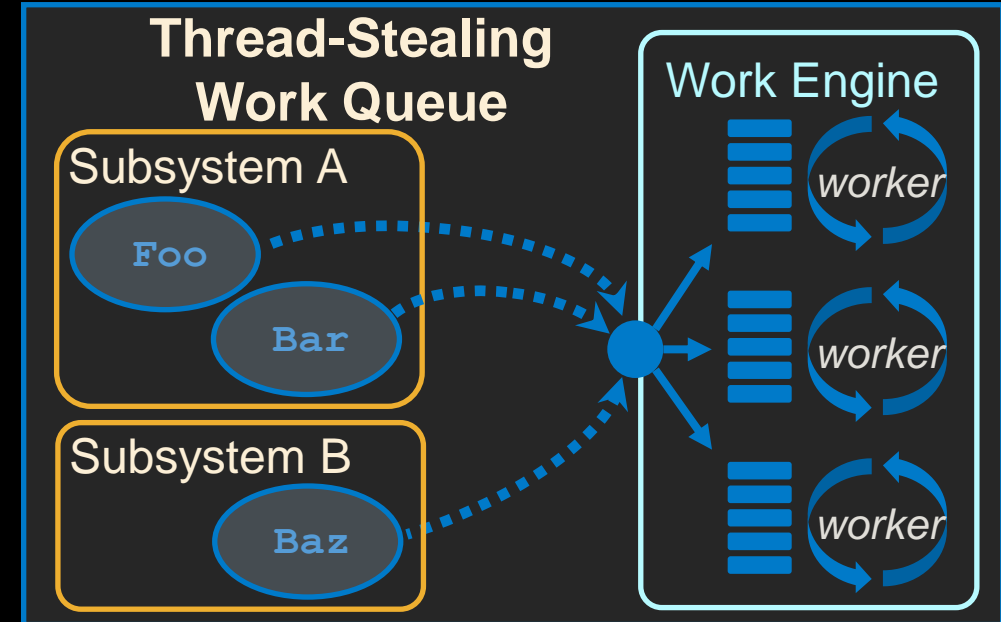 Thread-Stealing
Work Queue
Subsystem A
Foo
Bar
Subsystem B
Baz
Work Engine
worker
worker
worker